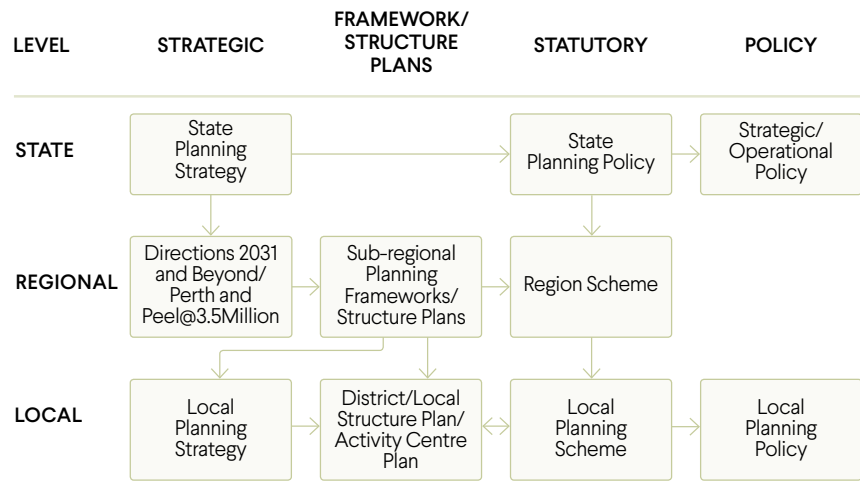 LEVEL
STRATEGIC
FRAMEWORK/
STRUCTURE
PLANS
STATUTORY
POLICY
STATE
State
Planning
Strategy
State
Planning Policy
Strategic/
Operational
Policy
REGIONAL
Directions 2031
and Beyond/
Perth and
Peel@3.5Million
Sub-regional
Planning
Frameworks/
Structure Plans
Region Scheme
LOCAL
Local
Planning
Strategy
District/Local
Structure Plan/
Activity Centre
Plan
Local
Planning
Scheme
Local
Planning
Policy